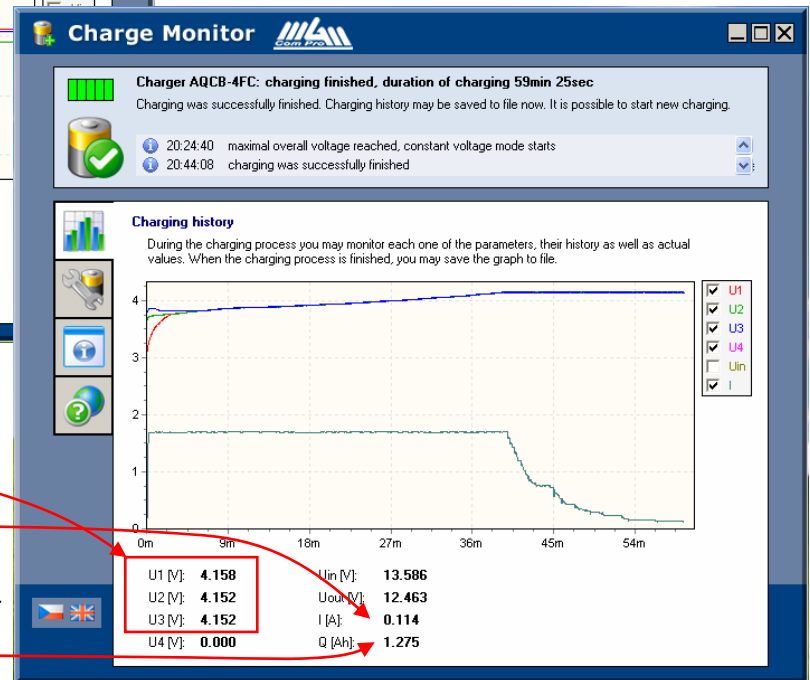 Charge Monitor
Com Pro
Charger AQCB-4FC: charging finished, duration of charging 59min 25sec
Charging was successfully finished. Charging history may be saved to file now. It is possible to start new charging.
20:24:40 maximal overall voltage reached, constant voltage mode starts
20:44:08 charging was successfully finished
Charging history
During the charging process you may monitor each one of the parameters, their history as well as actual
values. When the charging process is finished, you may save the graph to file.
4
3
2
1
0
0m 9m 18m 27m 36m 45m 54m
U1
U2
U3
U4
Uin
I
U1 [V]: 4.158 Uin [V]: 13.586
U2 [V]: 4.152 Uout [V]: 12.463
U3 [V]: 4.152 I [A]: 0.114
U4 [V]: 0.000 Q [Ah]: 1.275